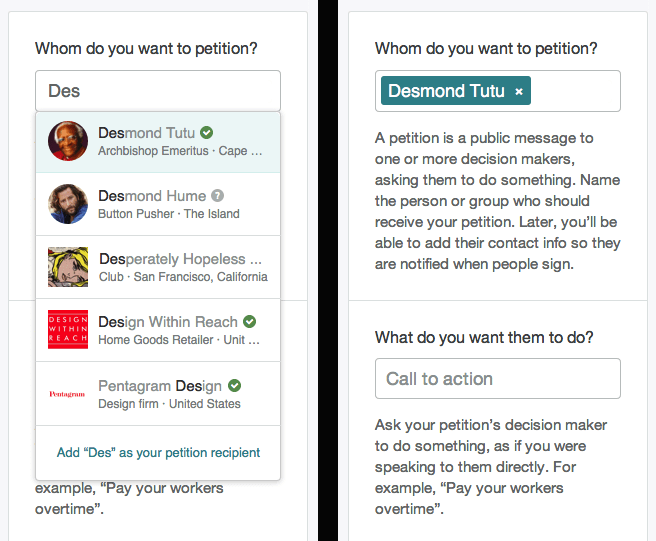 Whom do you want to petition?
Des
Desmond Tutu
Archbishop Emeritus · Cape ...
Desmond Hume ?
Button Pusher · The Island
Desperately Hopeless ...
Club · San Francisco, California
DESIGN
WITHIN
REACH
Design Within Reach
Home Goods Retailer · Unit ...
Pentagram
Pentagram Design
Design firm · United States
Add “Des” as your petition recipient
example, “Pay your workers
overtime”.
Whom do you want to petition?
Desmond Tutu ×
A petition is a public message to
one or more decision makers,
asking them to do something. Name
the person or group who should
receive your petition. Later, you’ll be
able to add their contact info so they
are notified when people sign.
What do you want them to do?
Call to action
Ask your petition’s decision maker
to do something, as if you were
speaking to them directly. For
example, “Pay your workers
overtime”.